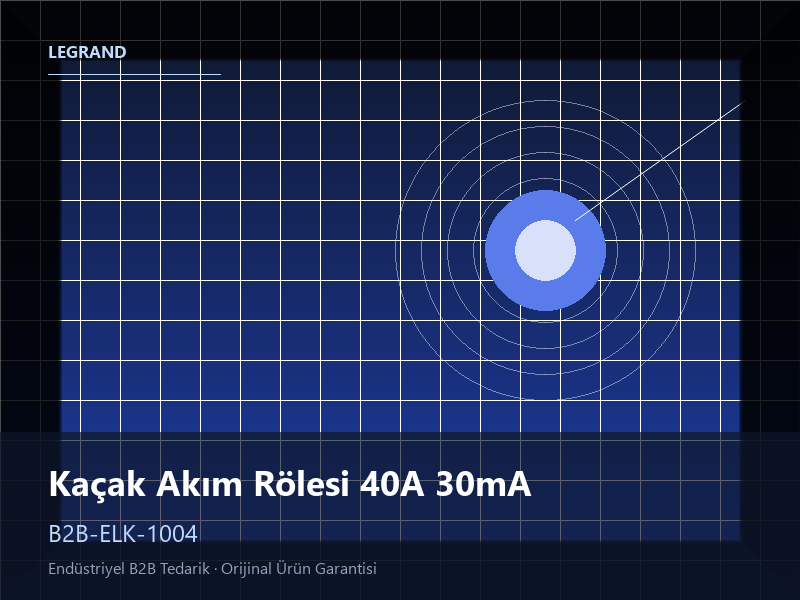 LEGRAND
Kaçak Akım Rölesi 40A 30mA
B2B-ELK-1004
Endüstriyel B2B Tedarik · Orijinal Ürün Garantisi